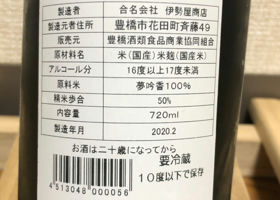 製造者 合名会社 伊勢屋商店
製造元者住所 豊橋市花田町斉藤49
販売元 豊橋酒類食品商業協同組合
原材料名 米(国産)米麹(国産米)
アルコール分 16度以上17度未満
原料米 夢吟香100%
精米歩合 50%
内容量 720ml
製造年月 2020.2
お酒は二十歳になってから
要冷蔵
10度以下で保存
4513048000056